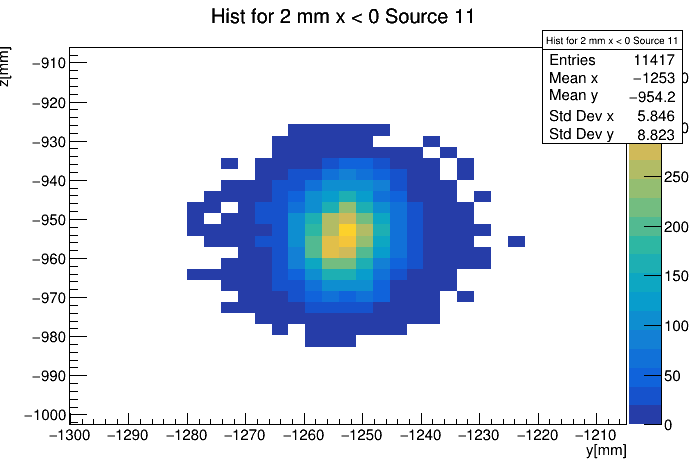 Hist for 2 mm x < 0 Source 11
z[mm]
Hist for 2 mm x < 0 Source 11
Entries 11417
Mean x −1253
Mean y −954.2
Std Dev x 5.846
Std Dev y 8.823
−910
−920
−930
−940
−950
−960
−970
−980
−990
−1000
−1300 −1290 −1280 −1270 −1260 −1250 −1240 −1230 −1220 −1210
y[mm]
250
200
150
100
50
0